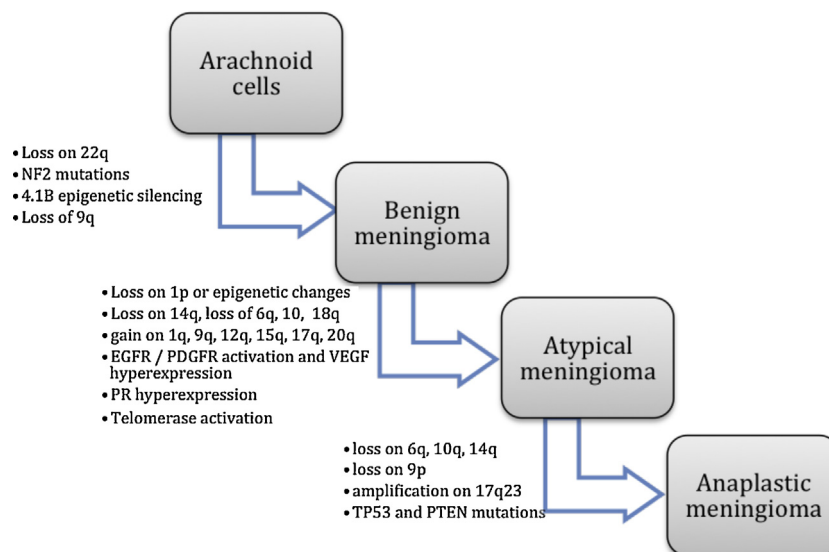 Arachnoid
cells
• Loss on 22q
• NF2 mutations
• 4.1B epigenetic silencing
• Loss of 9q
Benign
meningioma
• Loss on 1p or epigenetic changes
• Loss on 14q, loss of 6q, 10, 18q
• gain on 1q, 9q, 12q, 15q, 17q, 20q
• EGFR / PDGFR activation and VEGF
hyperexpression
• PR hyperexpression
• Telomerase activation
Atypical
meningioma
• loss on 6q, 10q, 14q
• loss on 9p
• amplification on 17q23
• TP53 and PTEN mutations
Anaplastic
meningioma